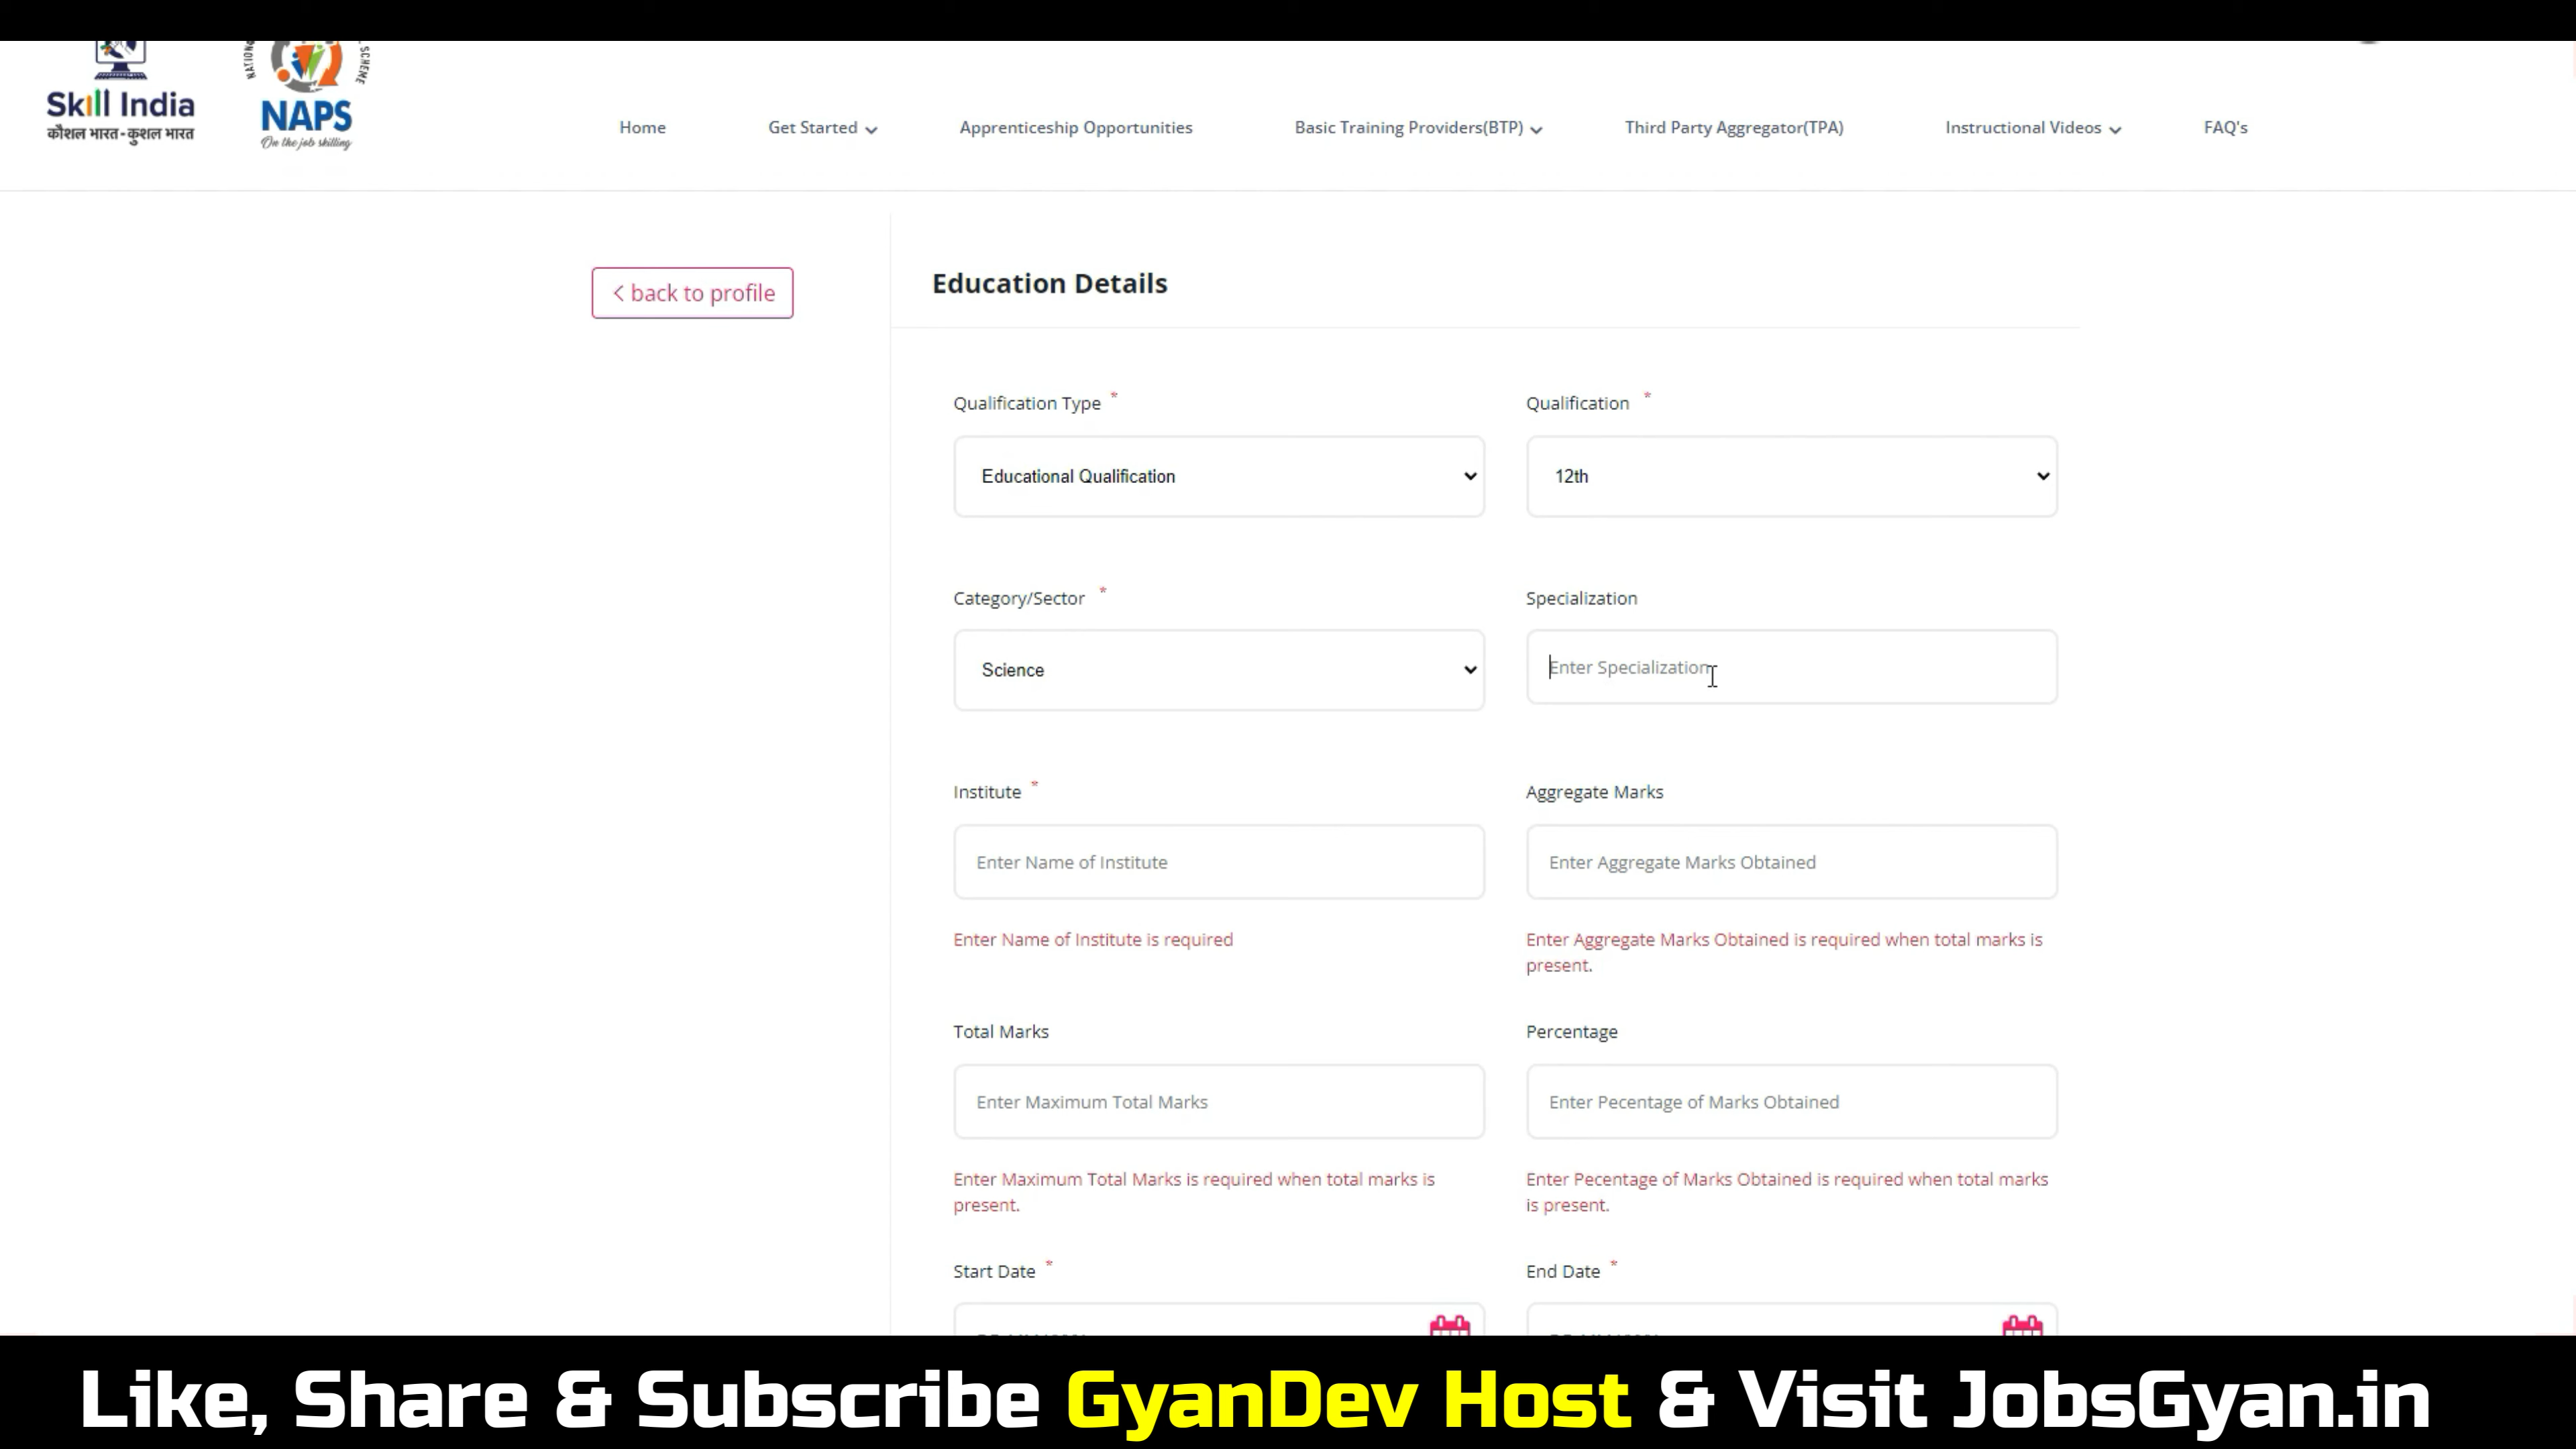 Skill India
कौशल भारत - कुशल भारत
SCHEME
NAPS
On the job skilling
Home
Get Started
Apprenticeship Opportunities
Basic Training Providers(BTP)
Third Party Aggregator(TPA)
Instructional Videos
FAQ's
< back to profile
Education Details
Qualification Type *
Qualification *
Educational Qualification
12th
Category/Sector *
Specialization
Science
Enter Specialization
Institute *
Aggregate Marks
Enter Name of Institute
Enter Aggregate Marks Obtained
Enter Name of Institute is required
Enter Aggregate Marks Obtained is required when total marks is
present.
Total Marks
Percentage
Enter Maximum Total Marks
Enter Pecentage of Marks Obtained
Enter Maximum Total Marks is required when total marks is
present.
Enter Pecentage of Marks Obtained is required when total marks
is present.
Start Date *
End Date *
Like, Share & Subscribe GyanDev Host & Visit JobsGyan.in